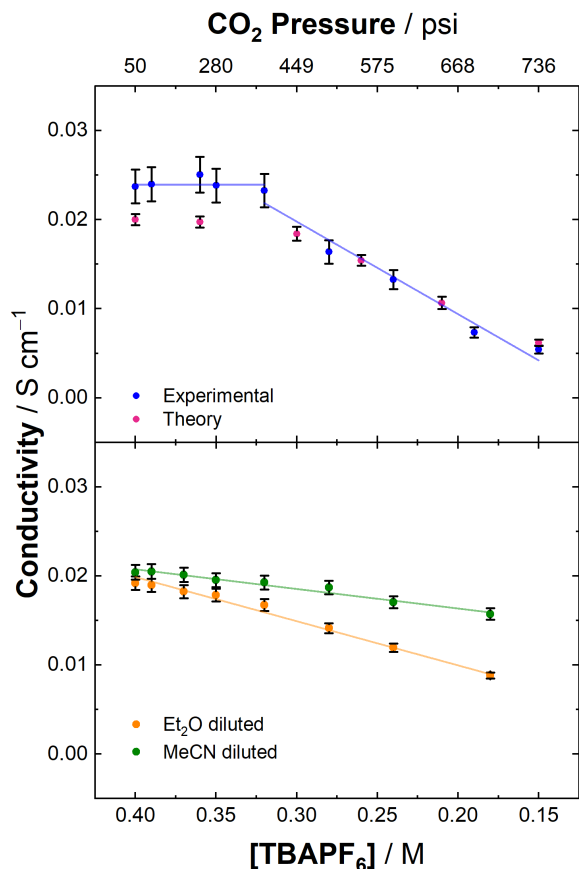 CO₂ Pressure / psi
50 280 449 575 668 736
0.03
0.02
0.01
0.00
Experimental
Theory
Conductivity / S cm⁻¹
0.03
0.02
0.01
0.00
Et₂O diluted
MeCN diluted
0.40 0.35 0.30 0.25 0.20 0.15
[TBAPF₆] / M